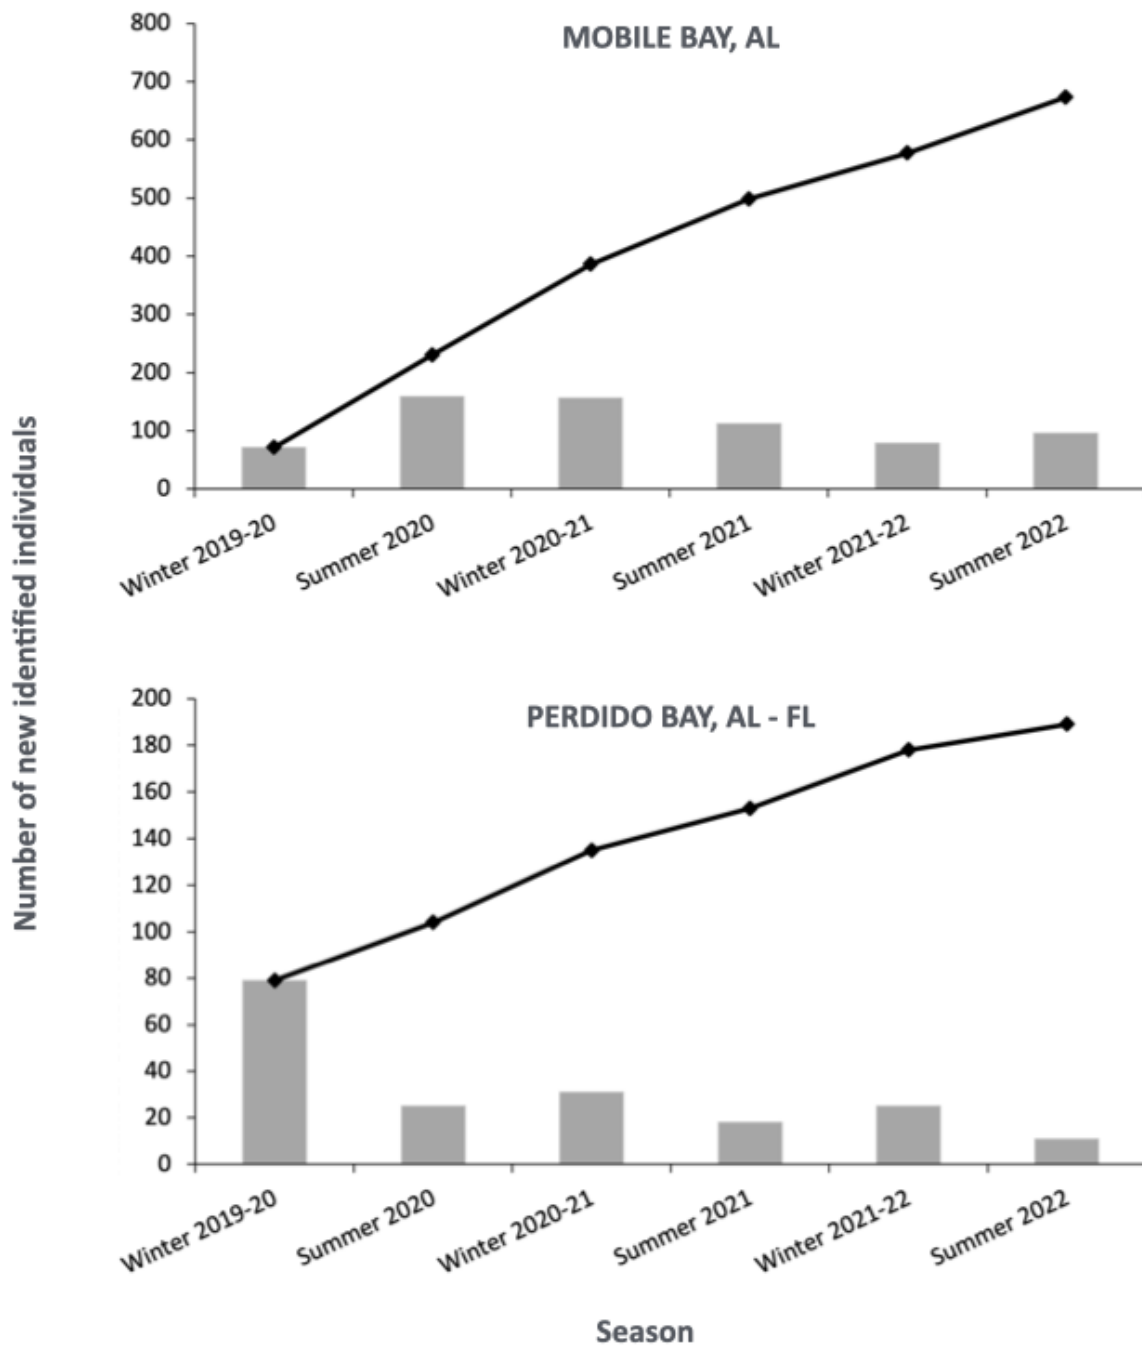 MOBILE BAY, AL
800
700
600
500
400
300
200
100
0
Winter 2019-20
Summer 2020
Winter 2020-21
Summer 2021
Winter 2021-22
Summer 2022
Number of new identified individuals
PERDIDO BAY, AL - FL
200
180
160
140
120
100
80
60
40
20
0
Winter 2019-20
Summer 2020
Winter 2020-21
Summer 2021
Winter 2021-22
Summer 2022
Season